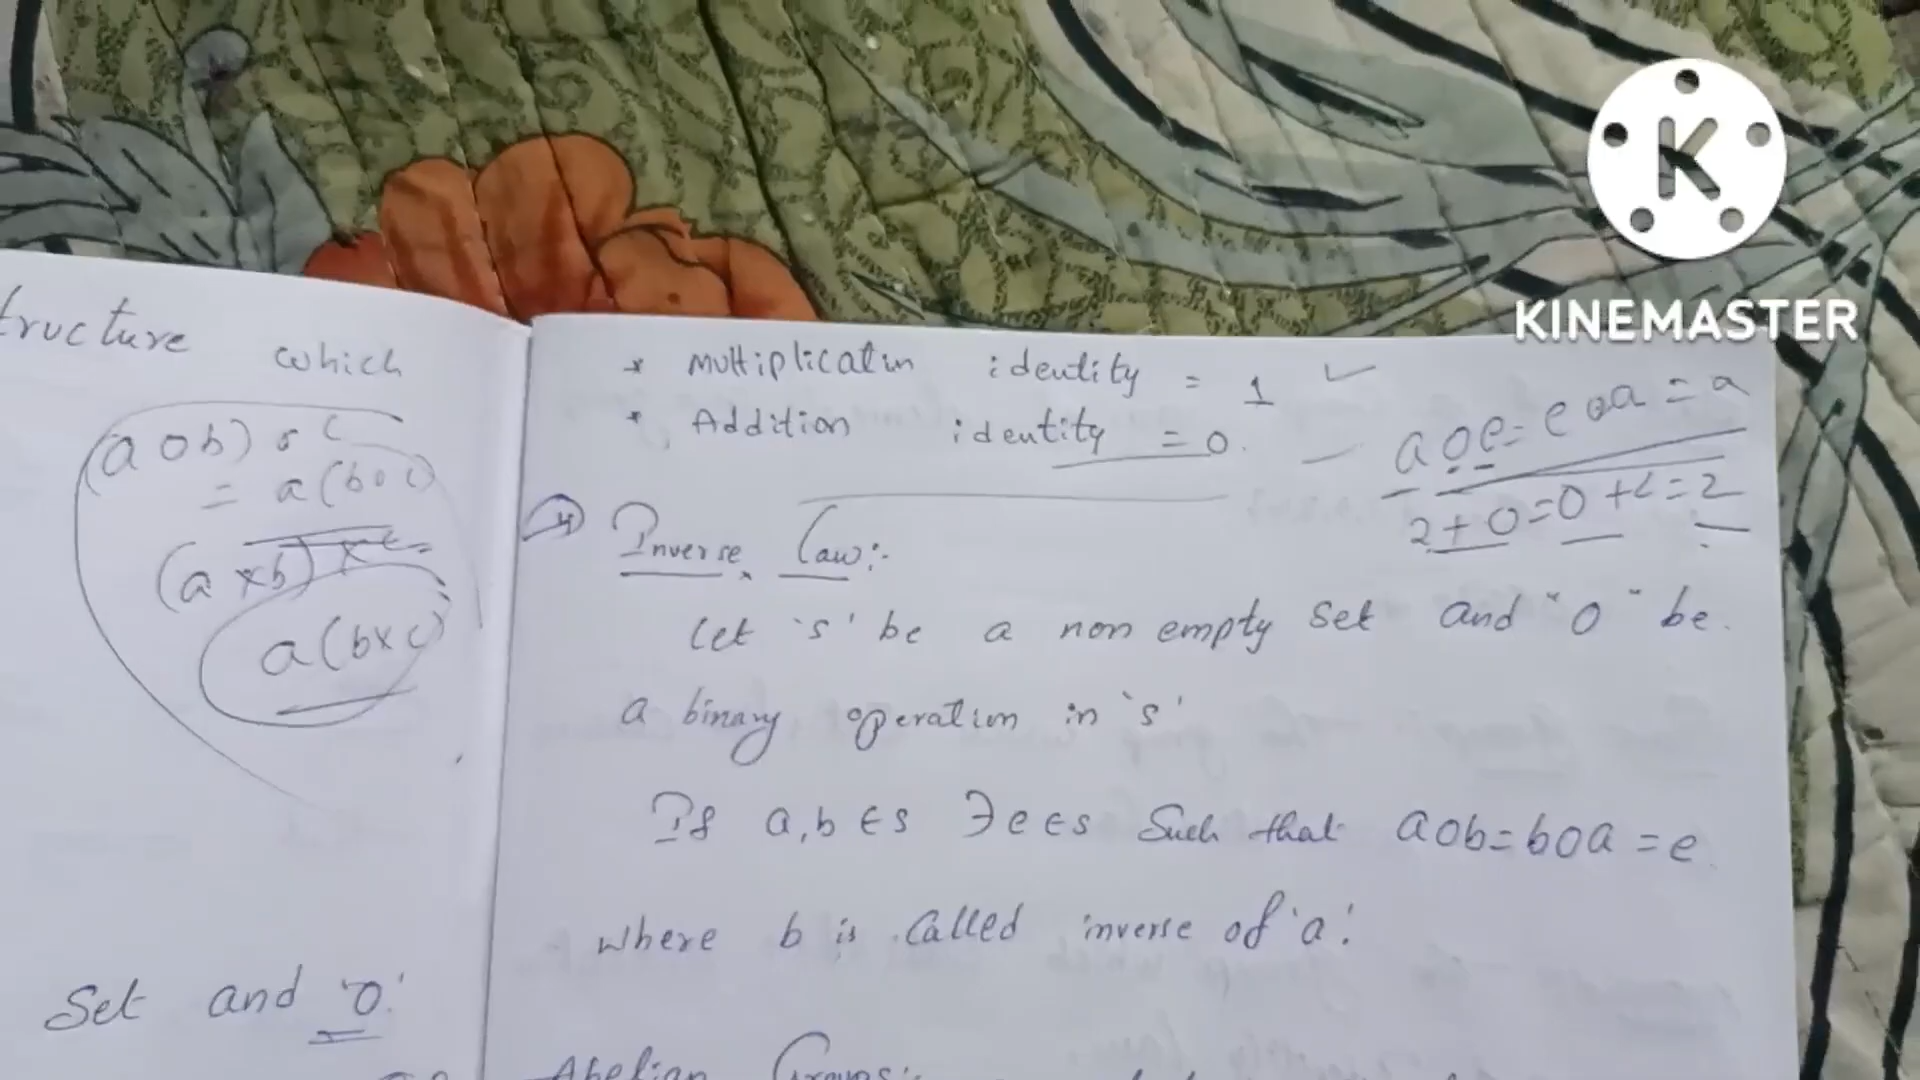 tructure which
(a o b) o c
= a (b o c)
(a × b) × c
a (b × c)
Set and 'o'
* Multiplication identity = 1 ✓
* Addition identity = 0.
a o e = e o a = a
2 + 0 = 0 + 2 = 2
4 Inverse Law:-
Let 's' be a non empty set and "o" be
a binary operation in 's'
If a, b ∈ s ∃ e ∈ s Such that a o b = b o a = e
where b is called inverse of 'a'.
Abelian Groups:
K
KINEMASTER